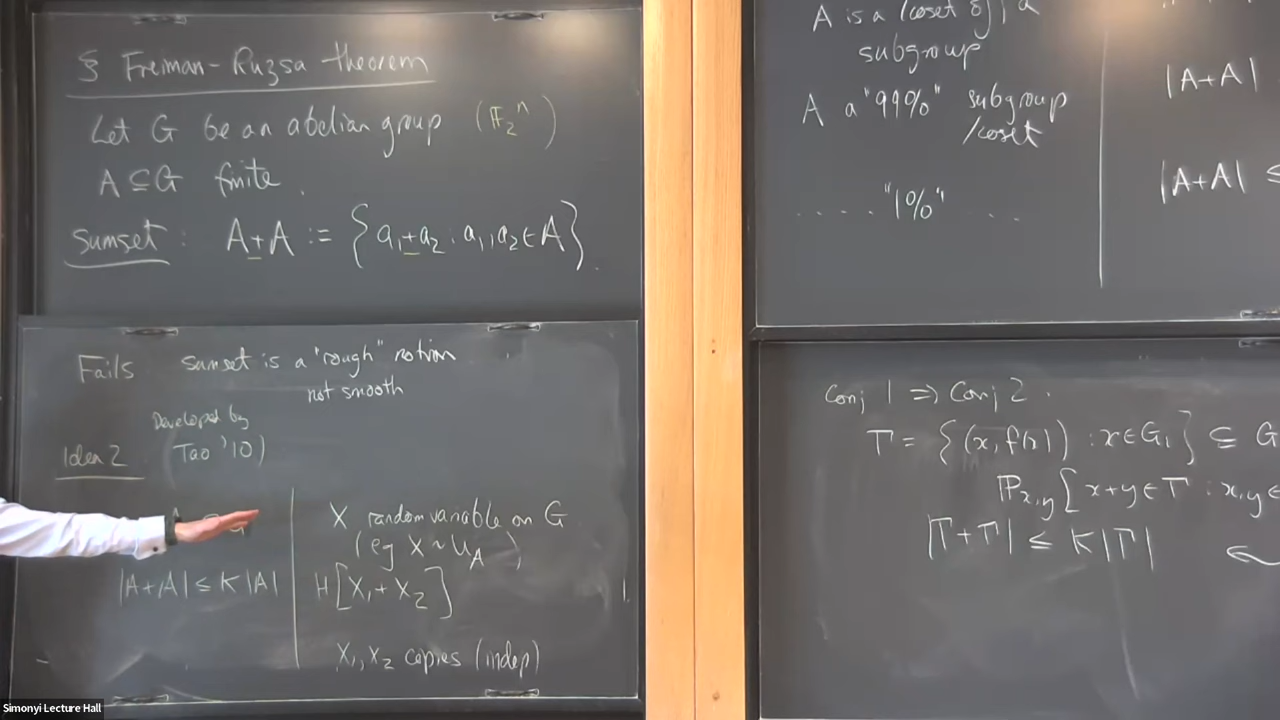 § Freiman-Ruzsa theorem
Let G be an abelian group (𝔽₂ⁿ)
A ⊆ G finite.
Sumset: A+A := {a₁+a₂ : a₁,a₂ ∈ A}.
Fails sumset is a "rough" notion
not smooth
Developed by
Idea 2 Tao '10)
X random variable on G
(eg X ~ U_A)
|A+A| ≤ K|A| H[X₁+X₂]
X₁, X₂ copies (indep)
A is a (coset of) a
subgroup
|A+A|
A a "99%" subgroup
/coset
|A+A| ≤
..... "1%" ...
Conj 1 ⇒ Conj 2.
Γ = {(x, f(x)) : x∈G₁} ⊆ G
ℙ_{x,y}[x+y ∈ Γ : x,y ∈
|Γ+Γ| ≤ K|Γ|
Simonyi Lecture Hall